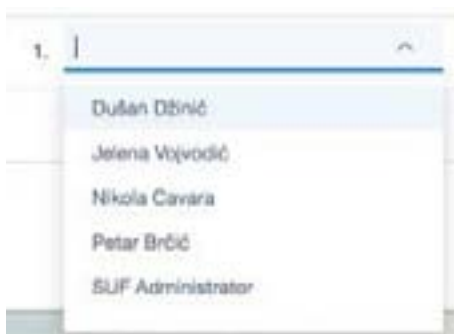 1.
Dušan Džinić
Jelena Vojvodić
Nikola Cavara
Petar Brčić
SUF Administrator